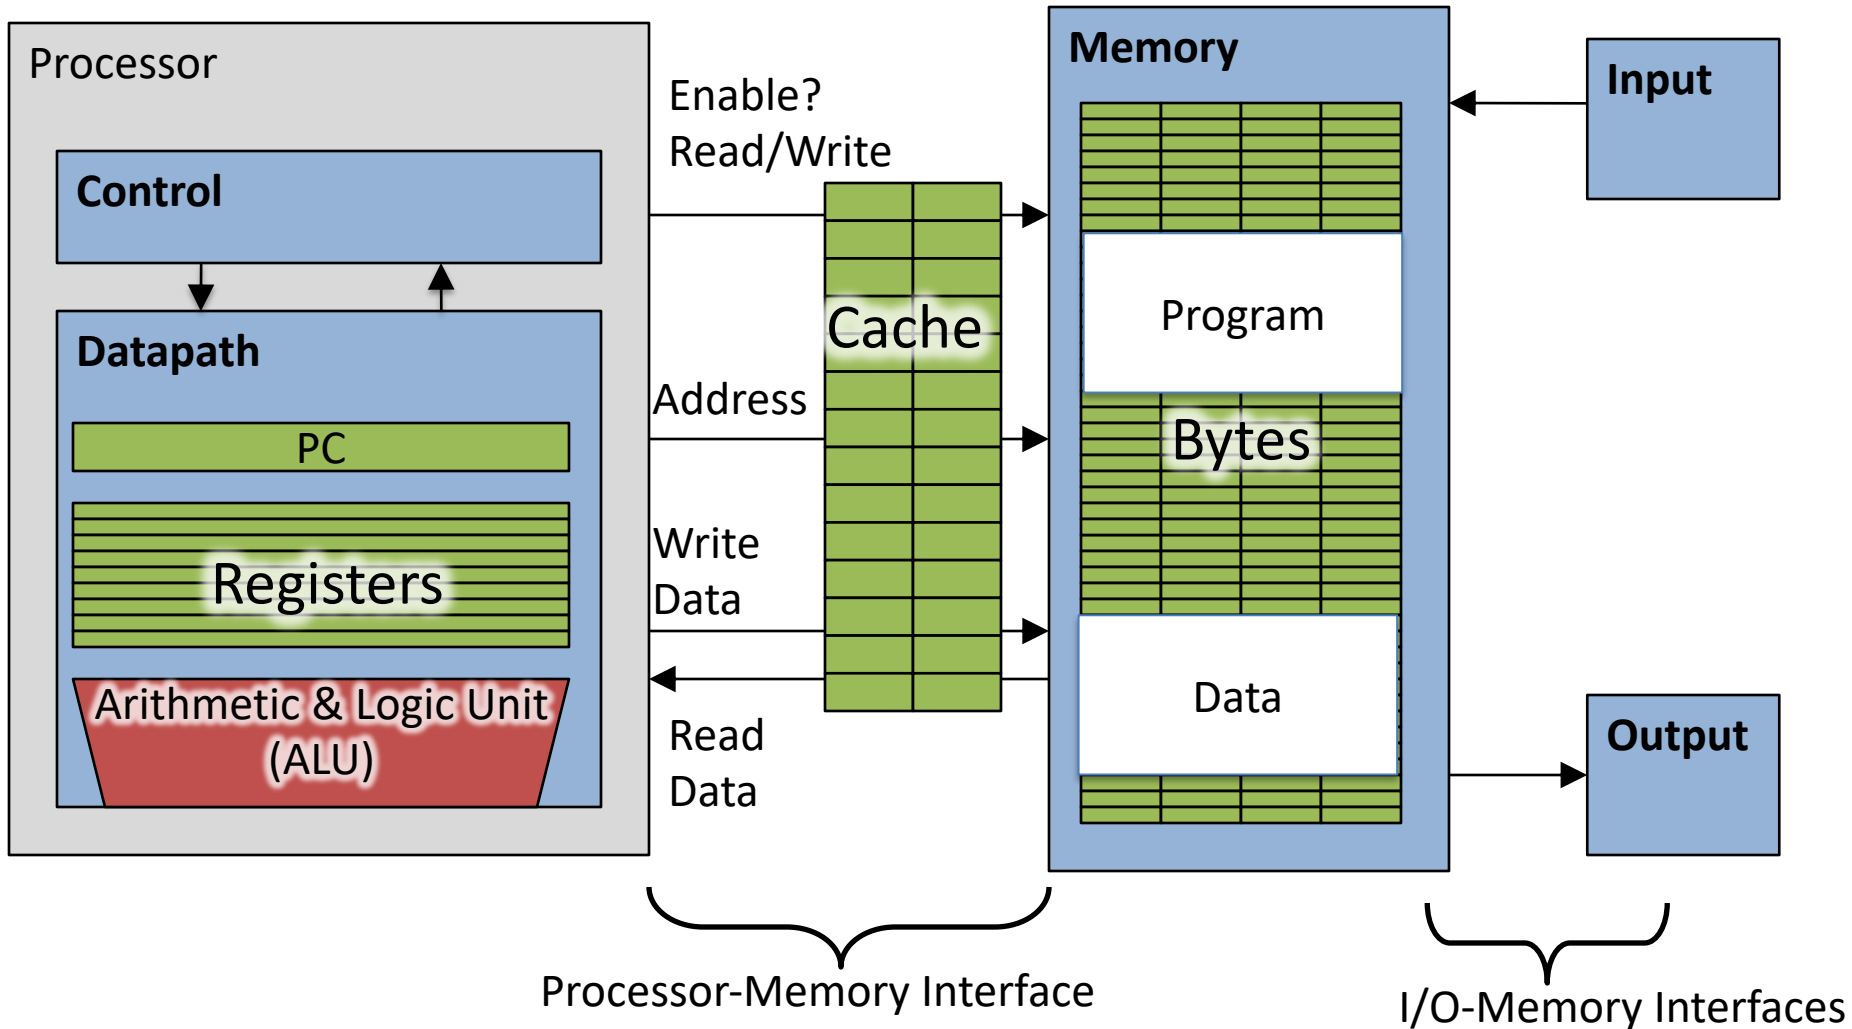 Processor
Control
Datapath
PC
Registers
Arithmetic & Logic Unit
(ALU)
Enable?
Read/Write
Cache
Address
Write
Data
Read
Data
Memory
Program
Bytes
Data
Input
Output
Processor-Memory Interface
I/O-Memory Interfaces